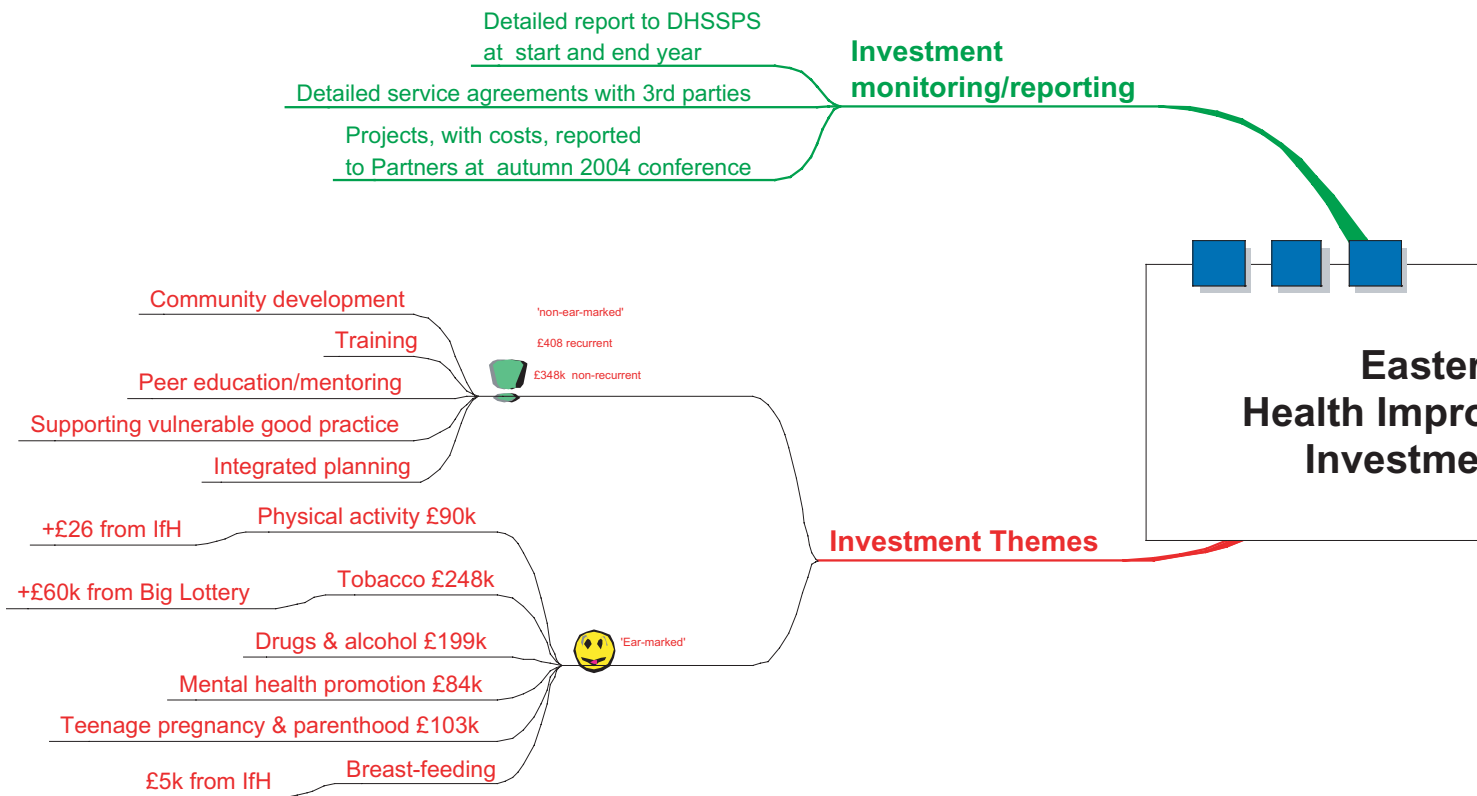 Detailed report to DHSSPS
at  start and end year
Detailed service agreements with 3rd parties
Projects, with costs, reported
to Partners at  autumn 2004 conference
Investment
monitoring/reporting
Community development
Training
Peer education/mentoring
Supporting vulnerable good practice
Integrated planning
'non-ear-marked'
£408 recurrent
£348k  non-recurrent
Physical activity £90k
+£26 from IfH
Tobacco £248k
+£60k from Big Lottery
Drugs & alcohol £199k
Mental health promotion £84k
Teenage pregnancy & parenthood £103k
Breast-feeding
£5k from IfH
'Ear-marked'
Investment Themes
Easter
Health Impro
Investme